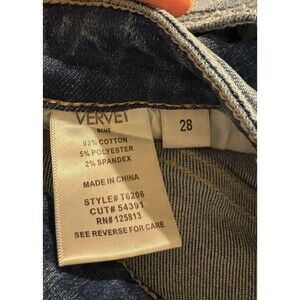 VERVET
BLUE
93% COTTON
5% POLYESTER
2% SPANDEX
MADE IN CHINA
STYLE# T6206
CUT# 54391
RN# 125813
SEE REVERSE FOR CARE
28